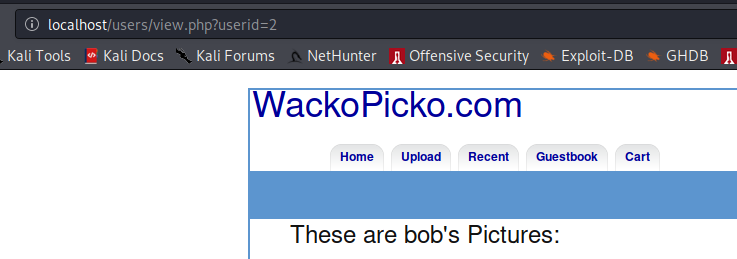 localhost/users/view.php?userid=2
Kali Tools Kali Docs Kali Forums NetHunter Offensive Security Exploit-DB GHDB
WackoPicko.com
Home Upload Recent Guestbook Cart
These are bob's Pictures: